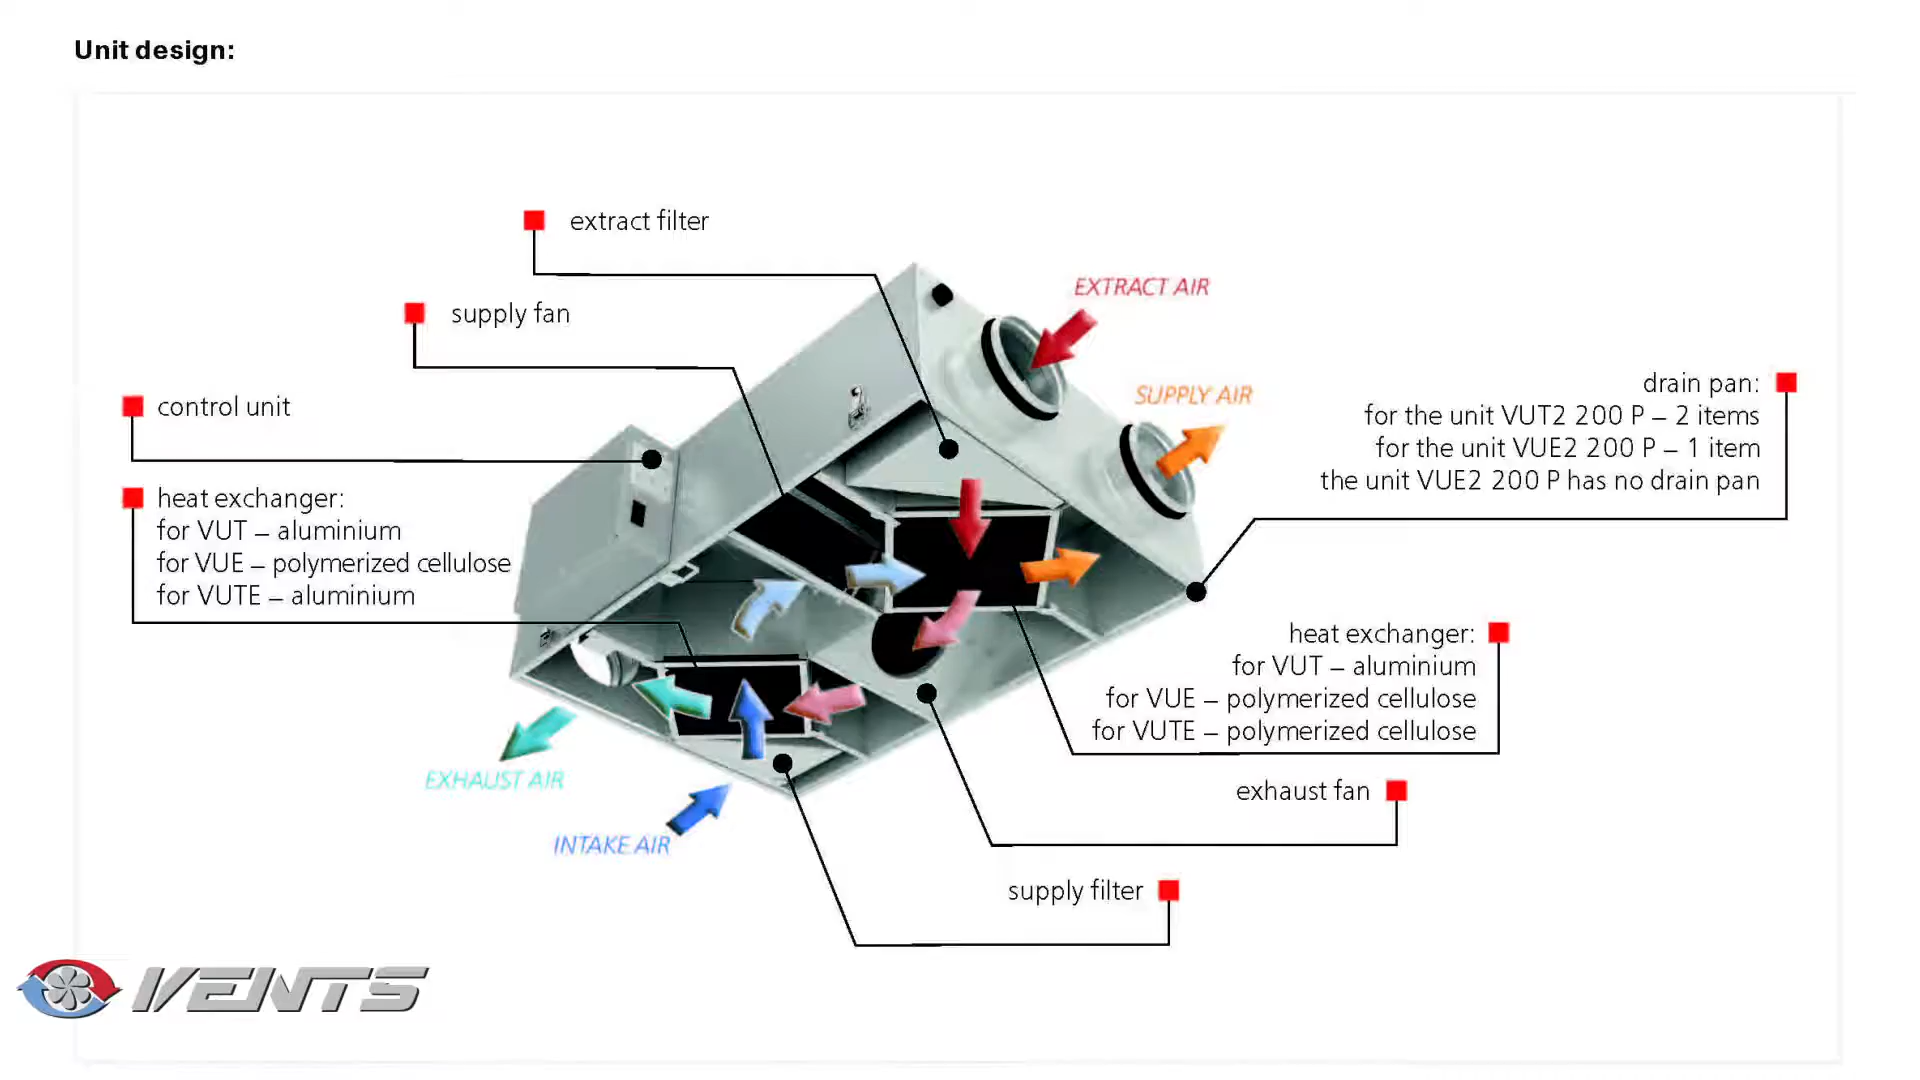 Unit design:
extract filter
supply fan
control unit
heat exchanger:
for VUT – aluminium
for VUE – polymerized cellulose
for VUTE – aluminium
EXTRACT AIR
SUPPLY AIR
drain pan:
for the unit VUT2 200 P – 2 items
for the unit VUE2 200 P – 1 item
the unit VUE2 200 P has no drain pan
heat exchanger:
for VUT – aluminium
for VUE – polymerized cellulose
for VUTE – polymerized cellulose
EXHAUST AIR
INTAKE AIR
exhaust fan
supply filter
VENTS